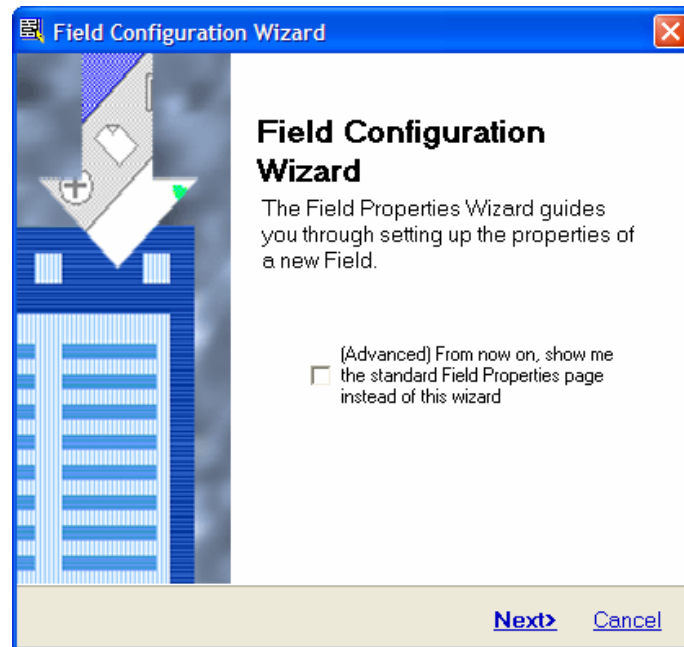 Field Configuration Wizard
Field Configuration
Wizard
The Field Properties Wizard guides
you through setting up the properties of
a new Field.
(Advanced) From now on, show me
the standard Field Properties page
instead of this wizard
Next> Cancel